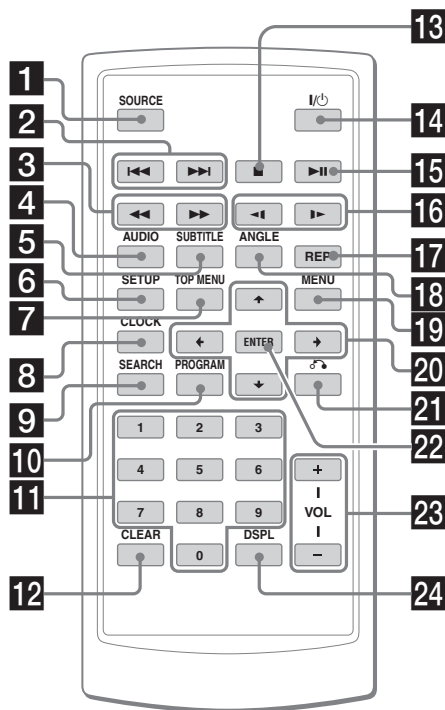 1
SOURCE
2
3
4
AUDIO
SUBTITLE
ANGLE
5
REP
6
SETUP
TOP MENU
MENU
7
8
CLOCK
ENTER
9
SEARCH
PROGRAM
10
11
1 2 3
4 5 6
7 8 9
0
+
VOL
−
12
CLEAR
DSPL
13
I/⏻
14
15
16
17
18
19
20
21
22
23
24